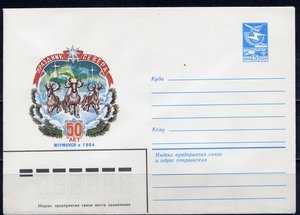 ПРАЗДНИК СЕВЕРА
50
ЛЕТ
МУРМАНСК • 1984
Куда
Кому
Индекс предприятия связи
и адрес отправителя
Индекс предприятия связи места назначения